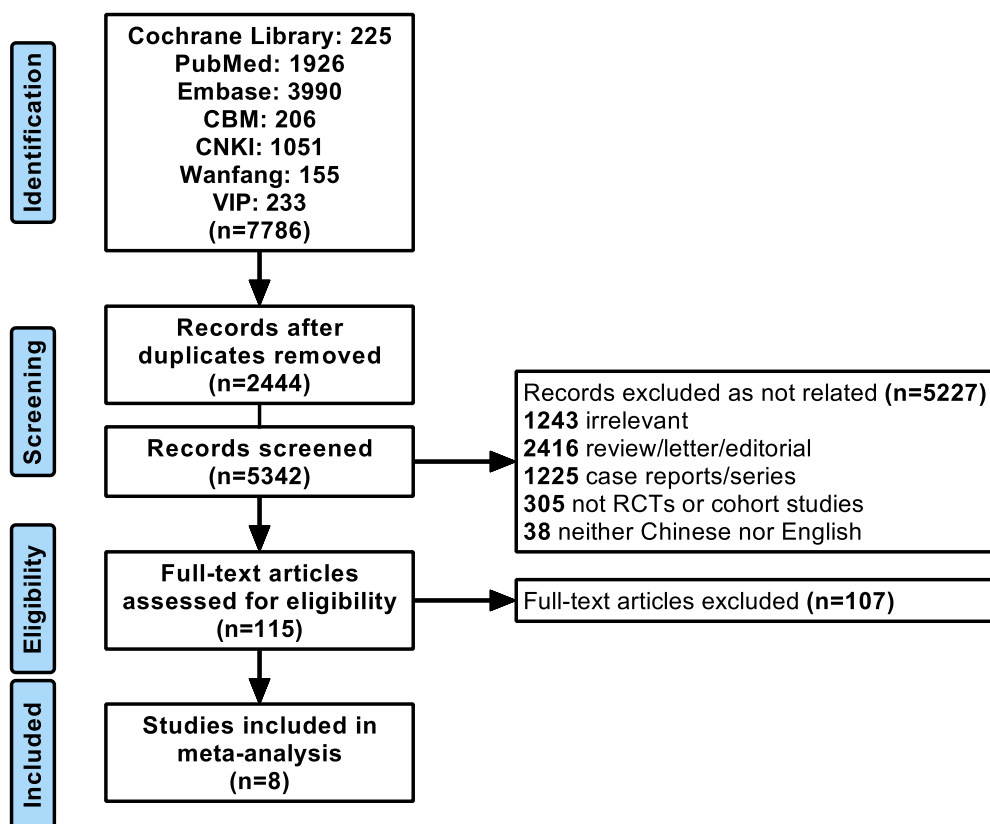 Identification
Cochrane Library: 225
PubMed: 1926
Embase: 3990
CBM: 206
CNKI: 1051
Wanfang: 155
VIP: 233
(n=7786)
Screening
Records after
duplicates removed
(n=2444)
Records screened
(n=5342)
Records excluded as not related (n=5227)
1243 irrelevant
2416 review/letter/editorial
1225 case reports/series
305 not RCTs or cohort studies
38 neither Chinese nor English
Eligibility
Full-text articles
assessed for eligibility
(n=115)
Full-text articles excluded (n=107)
Included
Studies included in
meta-analysis
(n=8)